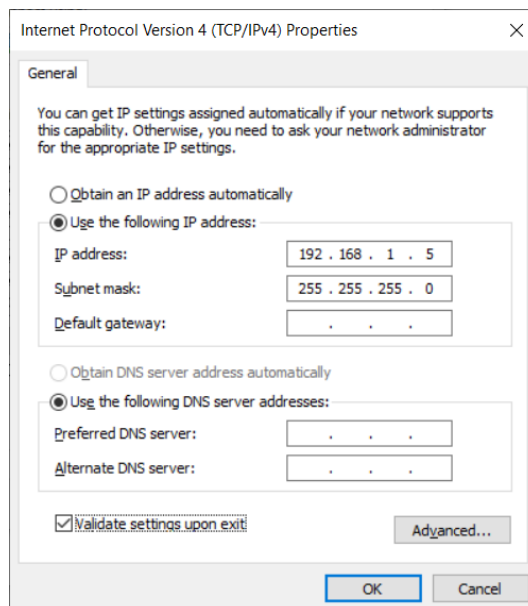 Internet Protocol Version 4 (TCP/IPv4) Properties
General
You can get IP settings assigned automatically if your network supports
this capability. Otherwise, you need to ask your network administrator
for the appropriate IP settings.
Obtain an IP address automatically
Use the following IP address:
IP address: 192 . 168 . 1 . 5
Subnet mask: 255 . 255 . 255 . 0
Default gateway: . . .
Obtain DNS server address automatically
Use the following DNS server addresses:
Preferred DNS server: . . .
Alternate DNS server: . . .
Validate settings upon exit
Advanced...
OK Cancel